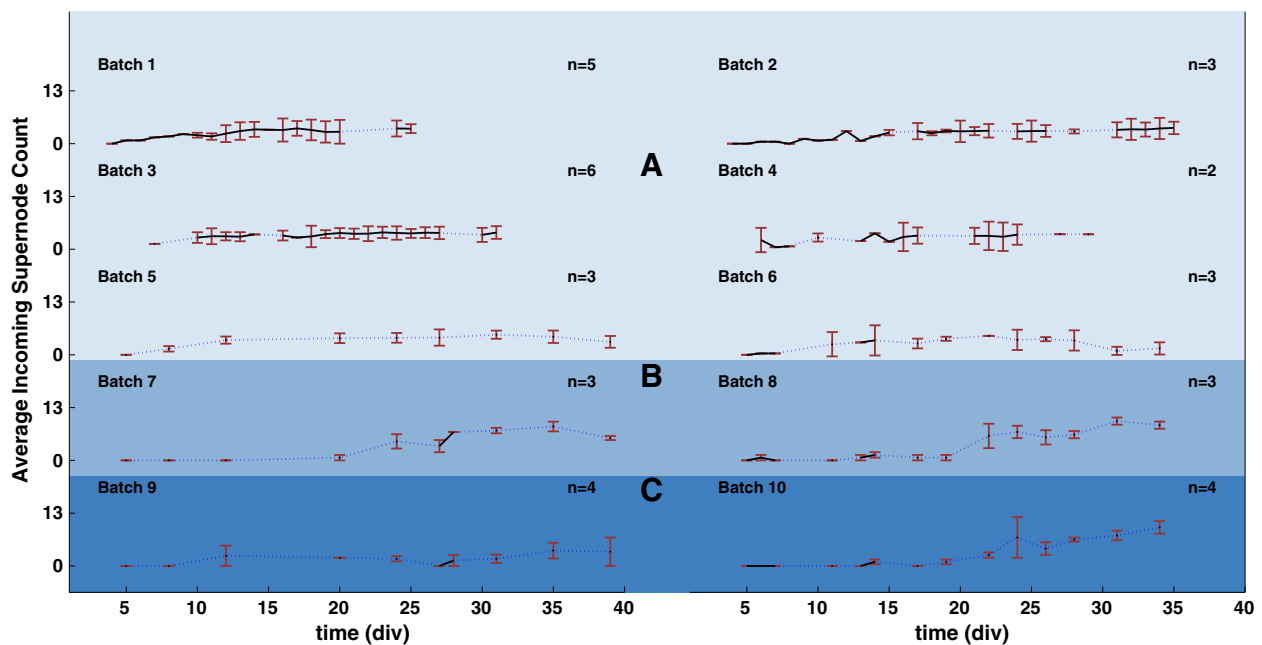 Average Incoming Supernode Count
Batch 1 n=5
Batch 2 n=3
13
0
Batch 3 n=6
A
Batch 4 n=2
13
0
Batch 5 n=3
Batch 6 n=3
13
0
Batch 7 n=3
B
Batch 8 n=3
13
0
Batch 9 n=4
C
Batch 10 n=4
13
0
5 10 15 20 25 30 35 40
5 10 15 20 25 30 35 40
time (div)
time (div)